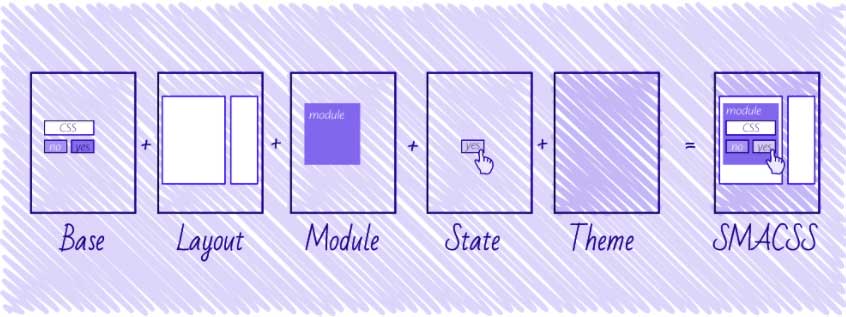 CSS
no yes
+
+
module
+
yes
+
=
module
CSS
no yes
Base
Layout
Module
State
Theme
SMACSS